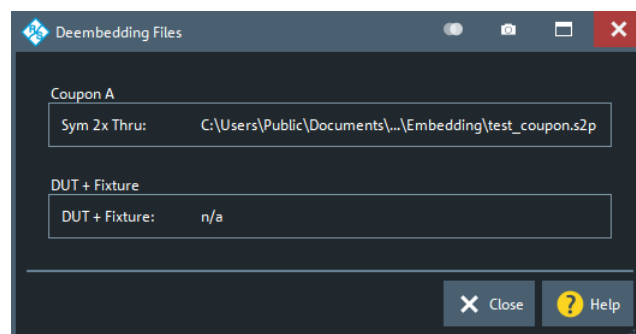 Deembedding Files
Coupon A
Sym 2x Thru: C:\Users\Public\Documents\...\Embedding\test_coupon.s2p
DUT + Fixture
DUT + Fixture: n/a
Close ? Help